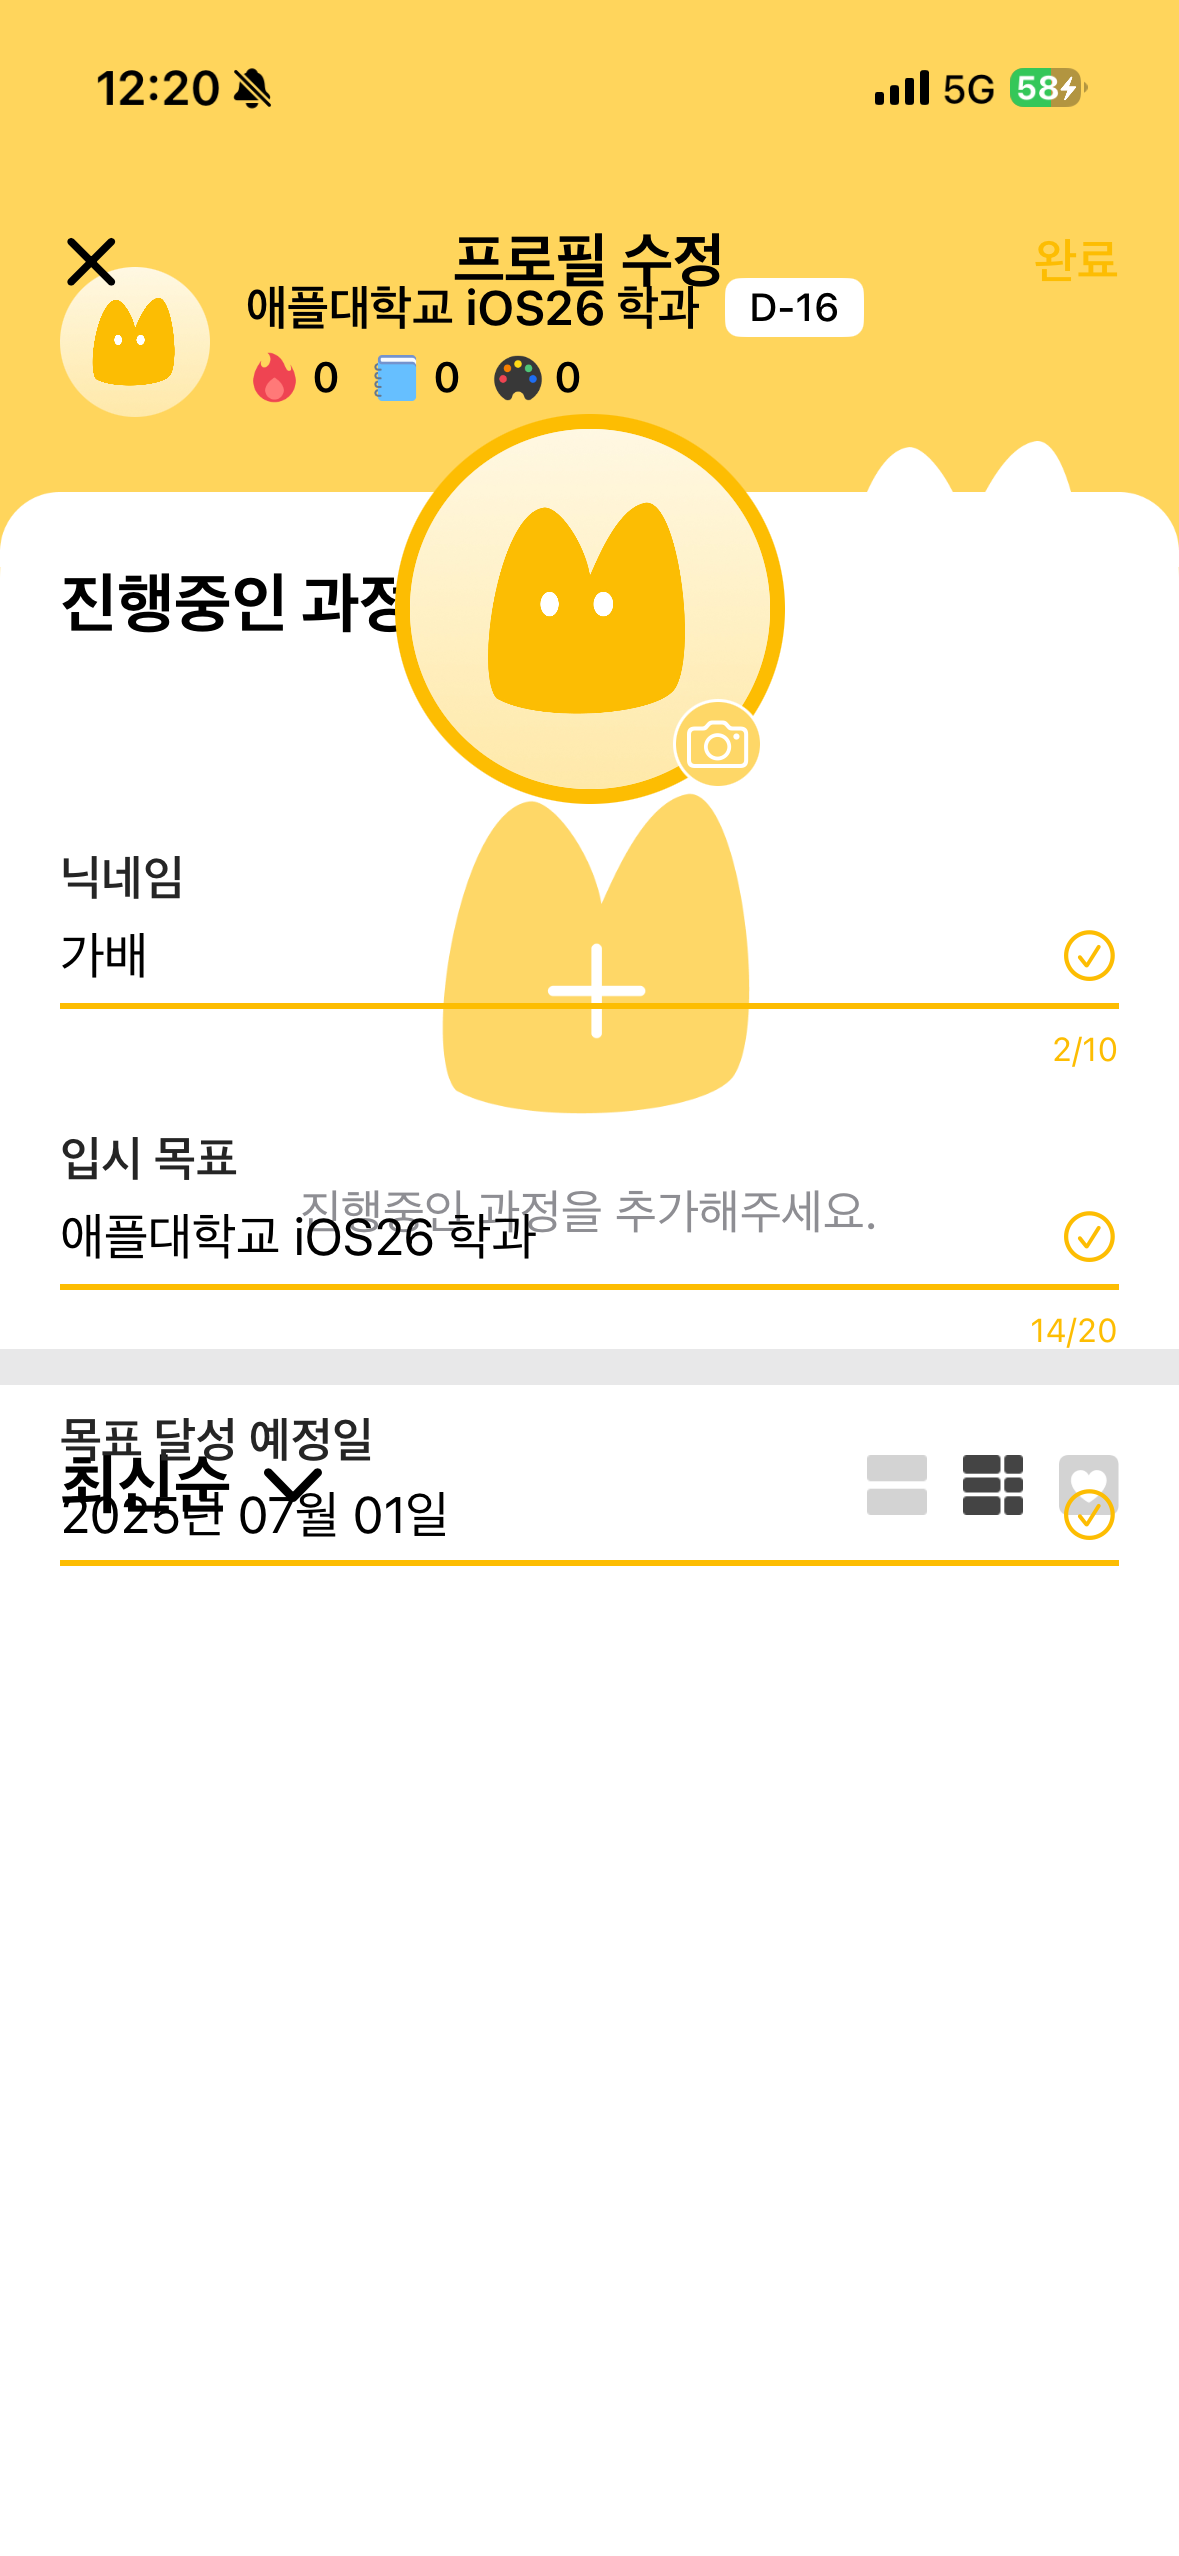 12:20 5G 58
프로필 수정 완료
애플대학교 iOS26 학과 D-16
0 0 0
진행중인 과정
닉네임
가배
2/10
입시 목표
진행중인 과정을 추가해주세요.
애플대학교 iOS26 학과
14/20
목표 달성 예정일
최신순
2025년 07월 01일